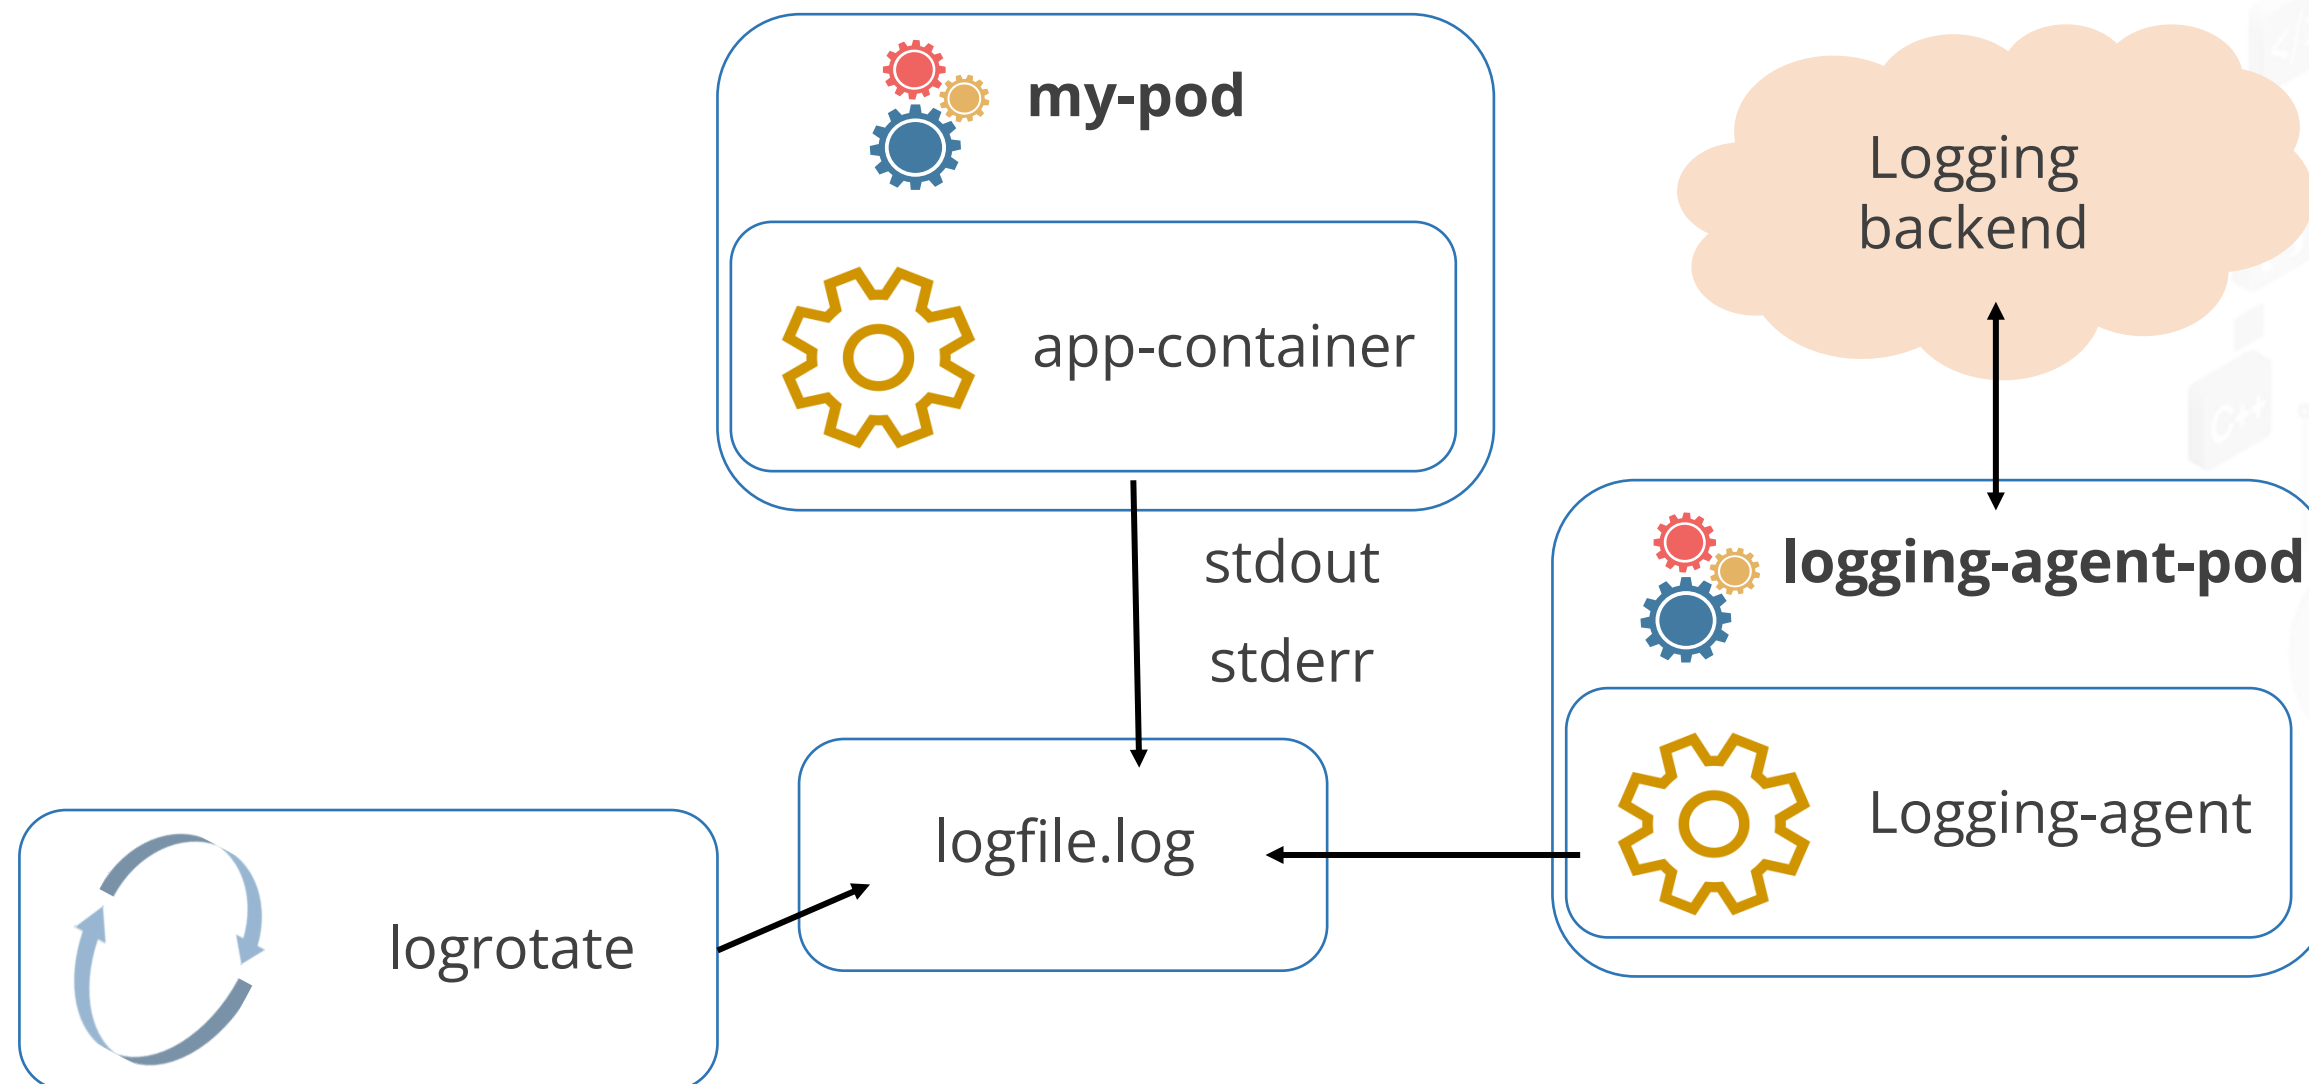 my-pod
app-container
Logging
backend
stdout
stderr
logging-agent-pod
Logging-agent
logfile.log
logrotate
C++